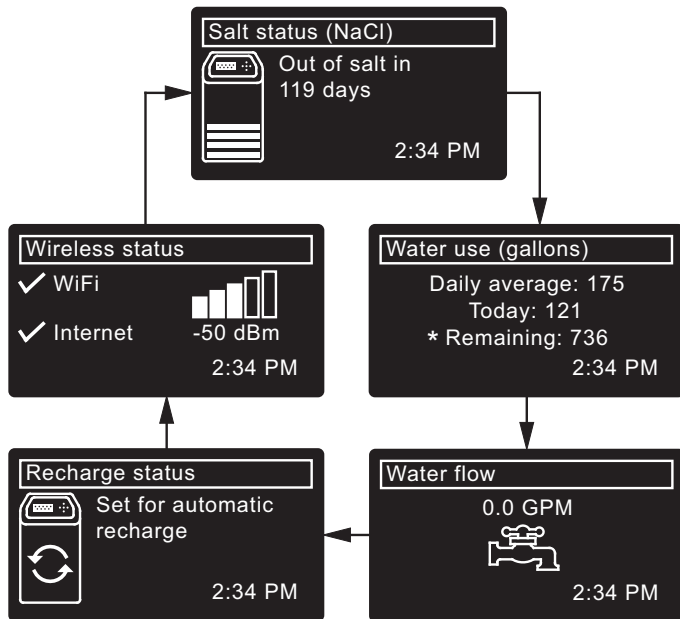 Salt status (NaCl)
Out of salt in
119 days
2:34 PM
Wireless status
WiFi
Internet
-50 dBm
2:34 PM
Water use (gallons)
Daily average: 175
Today: 121
* Remaining: 736
2:34 PM
Recharge status
Set for automatic
recharge
2:34 PM
Water flow
0.0 GPM
2:34 PM